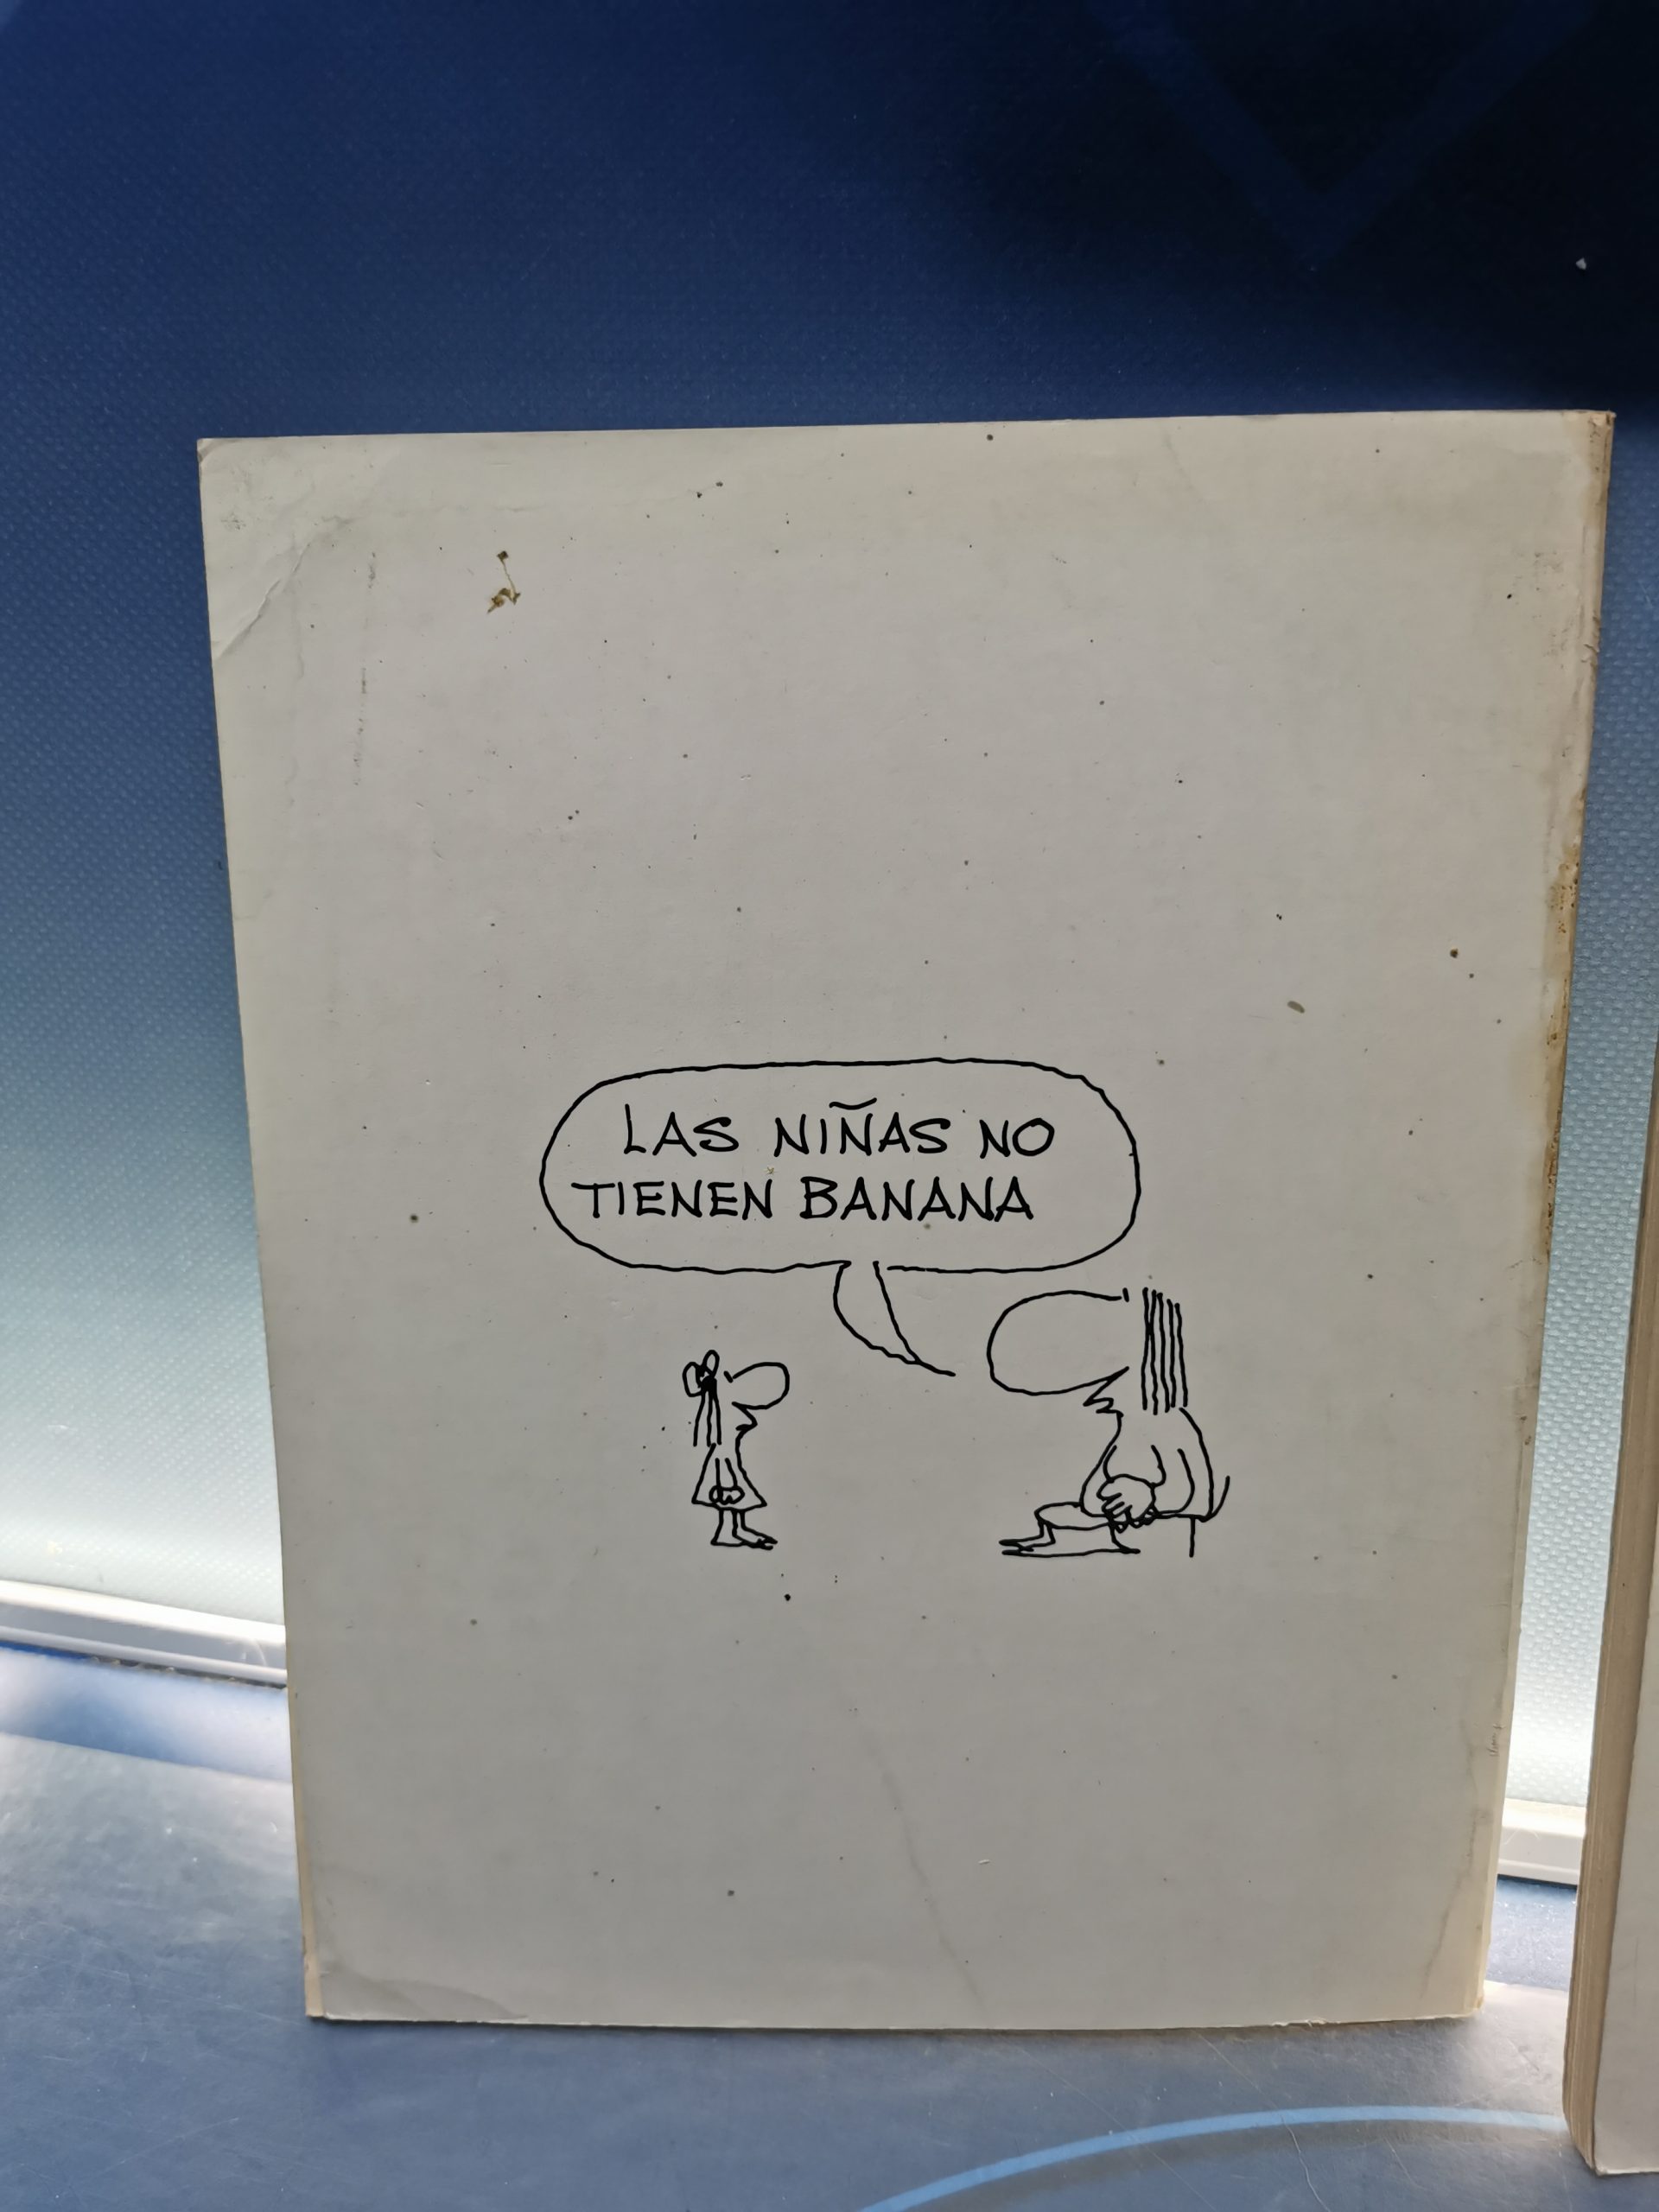 LAS NIÑAS NO
TIENEN BANANA